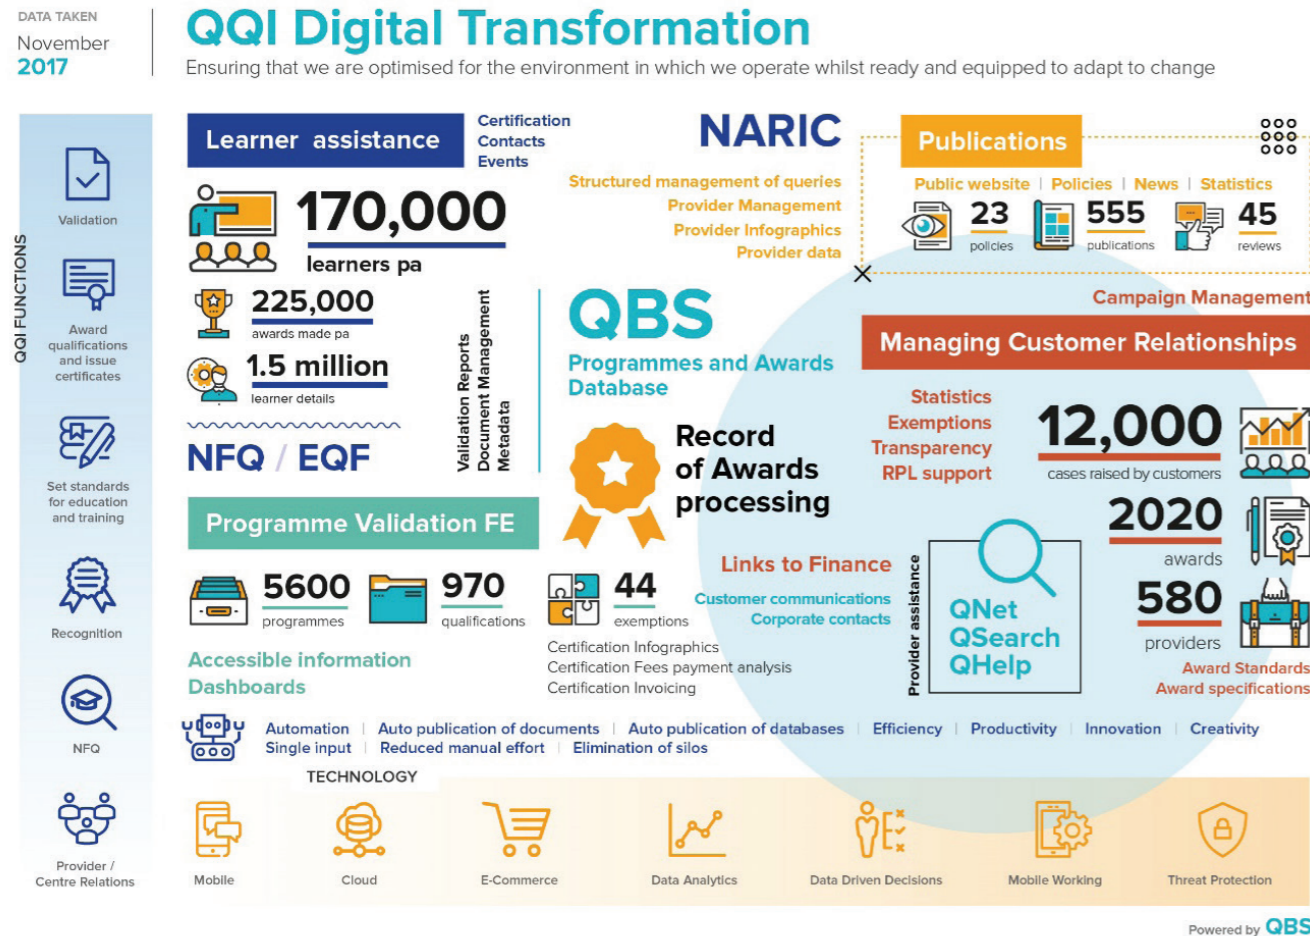 DATA TAKEN
November
2017
QQI Digital Transformation
Ensuring that we are optimised for the environment in which we operate whilst ready and equipped to adapt to change
QQI FUNCTIONS
Validation
Award
qualifications
and issue
certificates
Set standards
for education
and training
Recognition
NFQ
Provider /
Centre Relations
Learner assistance
Certification
Contacts
Events
170,000
learners pa
225,000
awards made pa
1.5 million
learner details
Validation Reports
Document Management
Metadata
NFQ / EQF
NARIC
Structured management of queries
Provider Management
Provider Infographics
Provider data
QBS
Programmes and Awards
Database
Record
of Awards
processing
Publications
Public website | Policies | News | Statistics
23
policies
555
publications
45
reviews
Campaign Management
Managing Customer Relationships
Statistics
Exemptions
Transparency
RPL support
12,000
cases raised by customers
2020
awards
580
providers
Award Standards
Award specifications
Programme Validation FE
5600
programmes
970
qualifications
44
exemptions
Accessible information
Dashboards
Certification Infographics
Certification Fees payment analysis
Certification Invoicing
Links to Finance
Customer communications
Corporate contacts
Provider assistance
QNet
QSearch
QHelp
Automation | Auto publication of documents | Auto publication of databases | Efficiency | Productivity | Innovation | Creativity
Single input | Reduced manual effort | Elimination of silos
TECHNOLOGY
Mobile
Cloud
E-Commerce
Data Analytics
Data Driven Decisions
Mobile Working
Threat Protection
Powered by QBS